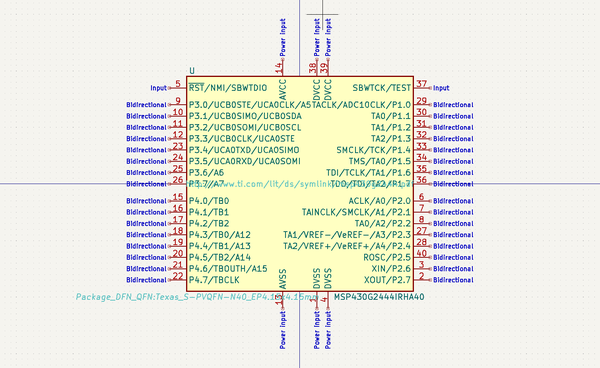 Power Input Power Input Power Input
14 38 39
U
AVCC DVCC DVCC
Input 5 RST/NMI/SBWTDIO SBWTCK/TEST 37 Input
Bidirectional 9 P3.0/UCB0STE/UCA0CLK/A5 TACLK/ADC10CLK/P1.0 29 Bidirectional
Bidirectional 10 P3.1/UCB0SIMO/UCB0SDA TA0/P1.1 30 Bidirectional
Bidirectional 11 P3.2/UCB0SOMI/UCB0SCL TA1/P1.2 31 Bidirectional
Bidirectional 12 P3.3/UCB0CLK/UCA0STE TA2/P1.3 32 Bidirectional
Bidirectional 23 P3.4/UCA0TXD/UCA0SIMO SMCLK/TCK/P1.4 33 Bidirectional
Bidirectional 24 P3.5/UCA0RXD/UCA0SOMI TMS/TA0/P1.5 34 Bidirectional
Bidirectional 25 P3.6/A6 TDI/TCLK/TA1/P1.6 35 Bidirectional
Bidirectional 26 P3.7/A7 TDO/TDI/TA2/P1.7 36 Bidirectional
Bidirectional 15 P4.0/TB0 ACLK/A0/P2.0 6 Bidirectional
Bidirectional 16 P4.1/TB1 TAINCLK/SMCLK/A1/P2.1 7 Bidirectional
Bidirectional 17 P4.2/TB2 TA0/A2/P2.2 8 Bidirectional
Bidirectional 18 P4.3/TB0/A12 TA1/VREF-/VeREF-/A3/P2.3 27 Bidirectional
Bidirectional 19 P4.4/TB1/A13 TA2/VREF+/VeREF+/A4/P2.4 28 Bidirectional
Bidirectional 20 P4.5/TB2/A14 ROSC/P2.5 40 Bidirectional
Bidirectional 21 P4.6/TBOUTH/A15 XIN/P2.6 3 Bidirectional
Bidirectional 22 P4.7/TBCLK XOUT/P2.7 2 Bidirectional
AVSS DVSS DVSS
Package_DFN_QFN:Texas_S-PVQFN-N40_EP4.15x4.15mm MSP430G2444IRHA40
13 1 4
Power Input Power Input Power Input